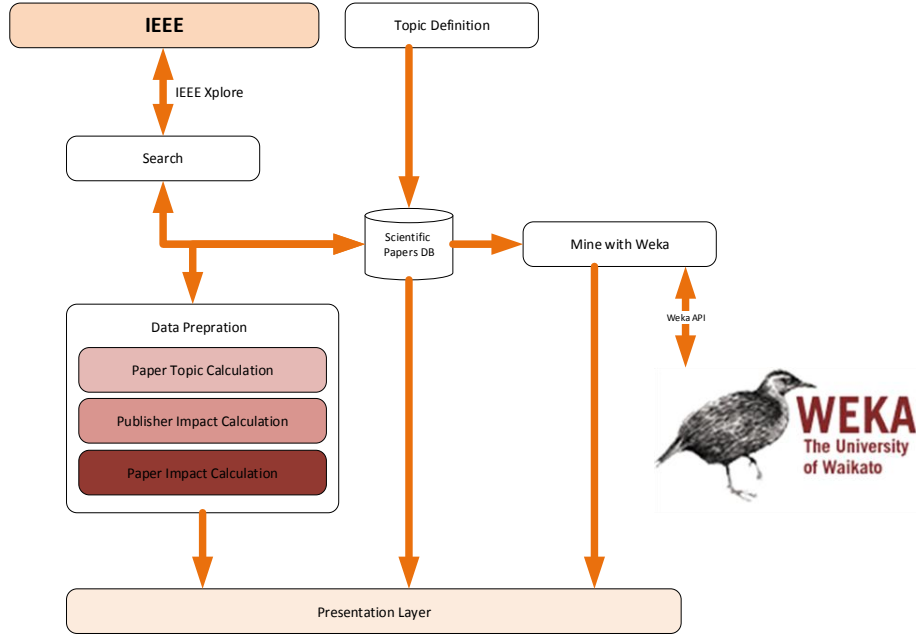 IEEE
Topic Definition
IEEE Xplore
Search
Scientific
Papers DB
Mine with Weka
Weka API
Data Prepration
Paper Topic Calculation
Publisher Impact Calculation
Paper Impact Calculation
WEKA
The University
of Waikato
Presentation Layer